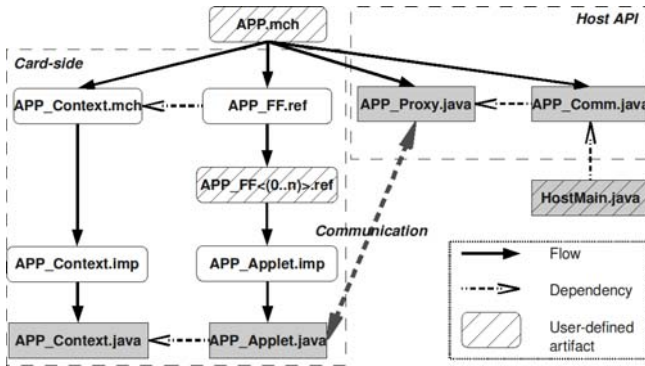 APP.mch
Host API
Card-side
APP_Context.mch
APP_FF.ref
APP_Proxy.java
APP_Comm.java
APP_FF<(0..n)>.ref
HostMain.java
Communication
APP_Context.imp
APP_Applet.imp
Flow
Dependency
APP_Context.java
APP_Applet.java
User-defined
artifact